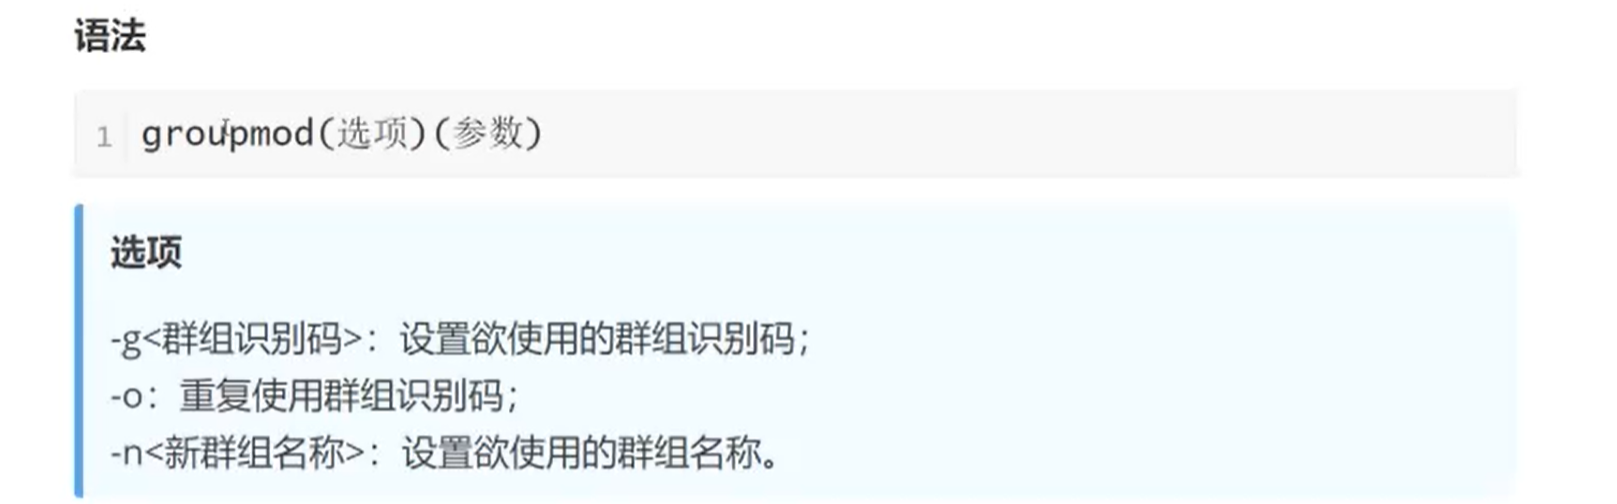 语法
1 groupmod(选项)(参数)
选项
-g<群组识别码>：设置欲使用的群组识别码；
-o：重复使用群组识别码；
-n<新群组名称>：设置欲使用的群组名称。